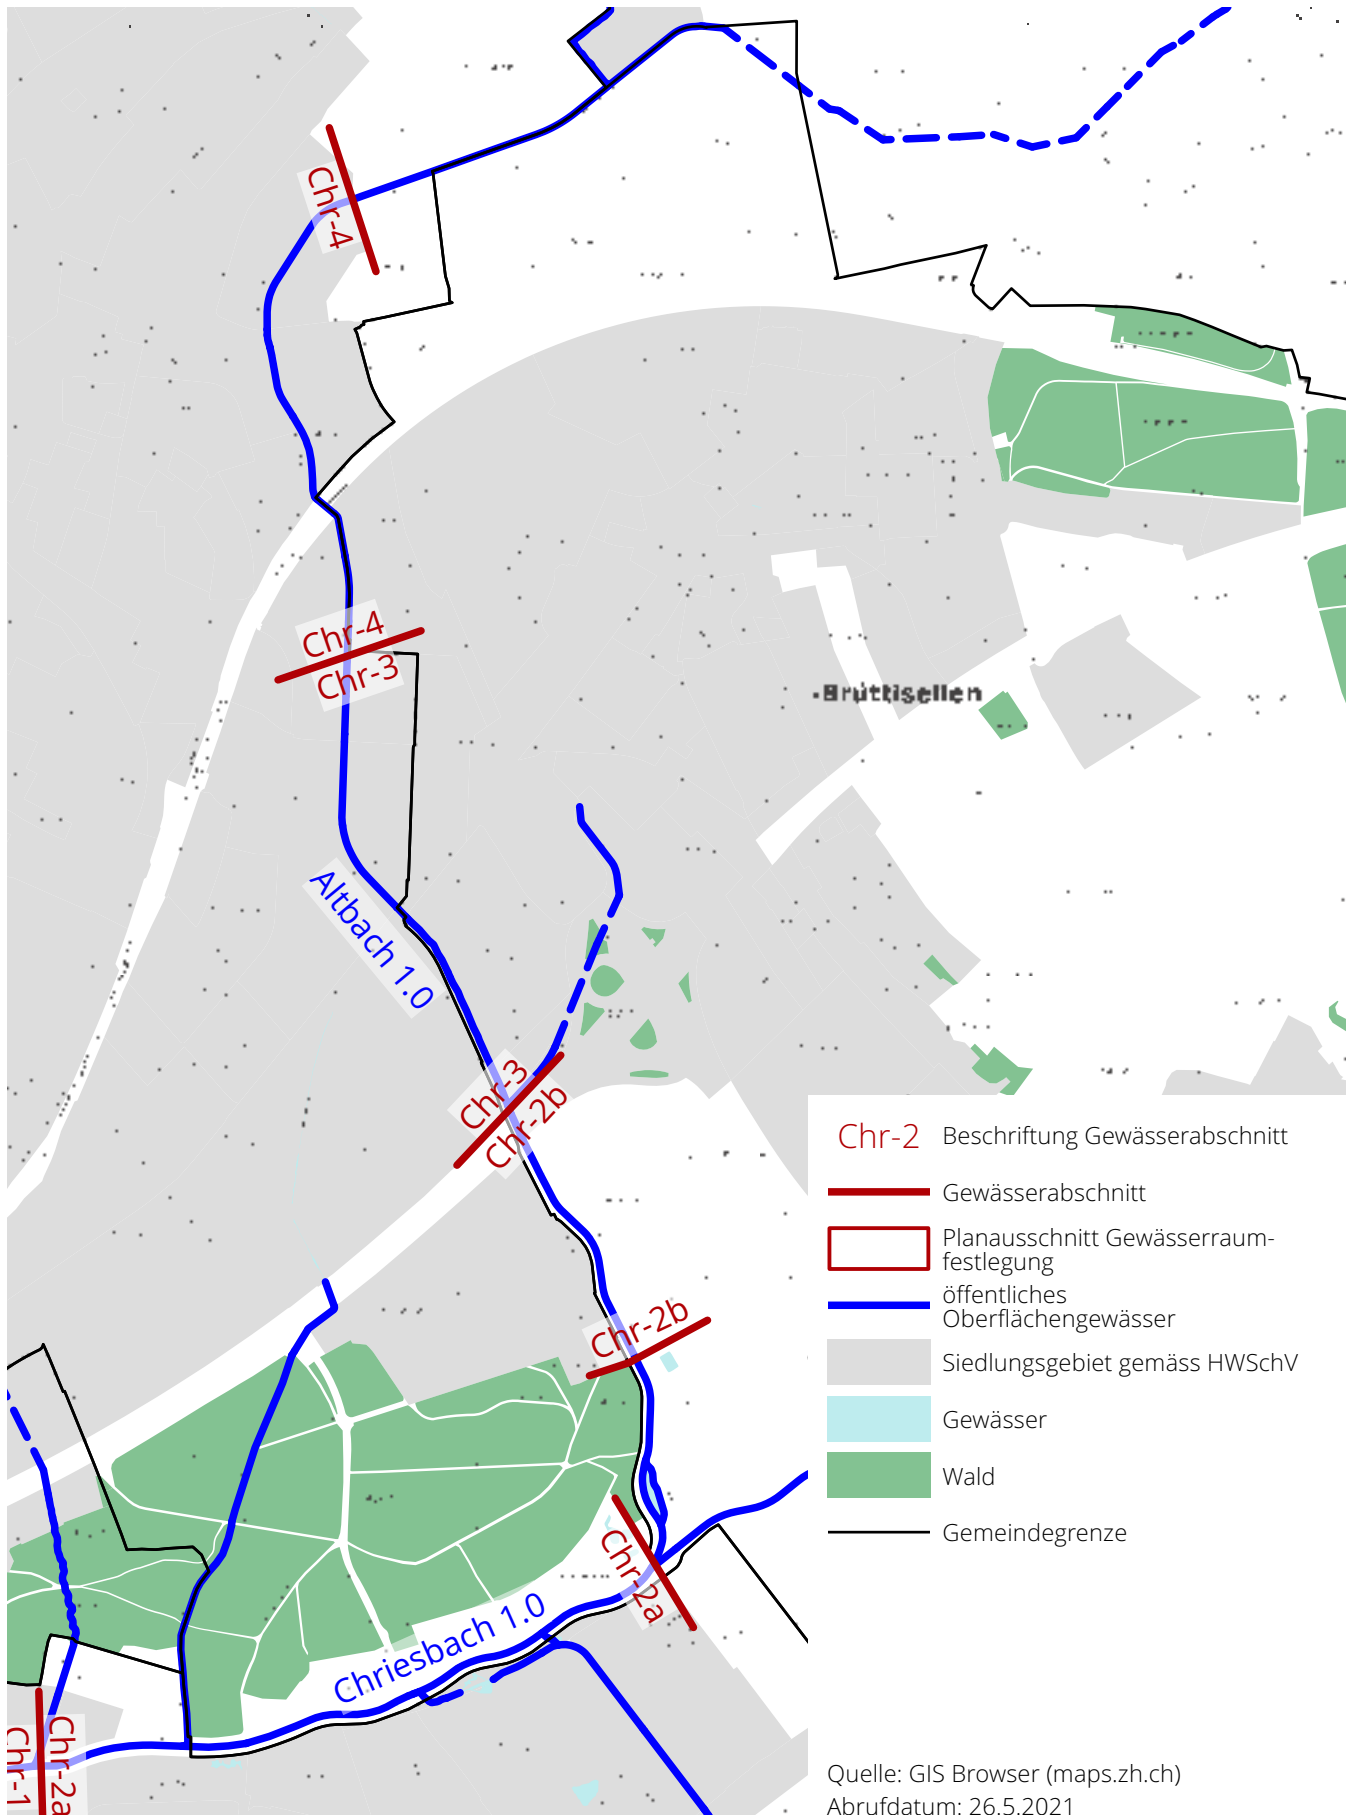 Chr-4
Chr-4
Chr-3
Brüttisellen
Altbach 1.0
Chr-3
Chr-2b
Chr-2b
Chr-2a
Chriesbach 1.0
Chr-2a
Chr-1
Chr-2 Beschriftung Gewässerabschnitt
Gewässerabschnitt
Planausschnitt Gewässerraum-
festlegung
öffentliches
Oberflächengewässer
Siedlungsgebiet gemäss HWSchV
Gewässer
Wald
Gemeindegrenze
Quelle: GIS Browser (maps.zh.ch)
Abrufdatum: 26.5.2021